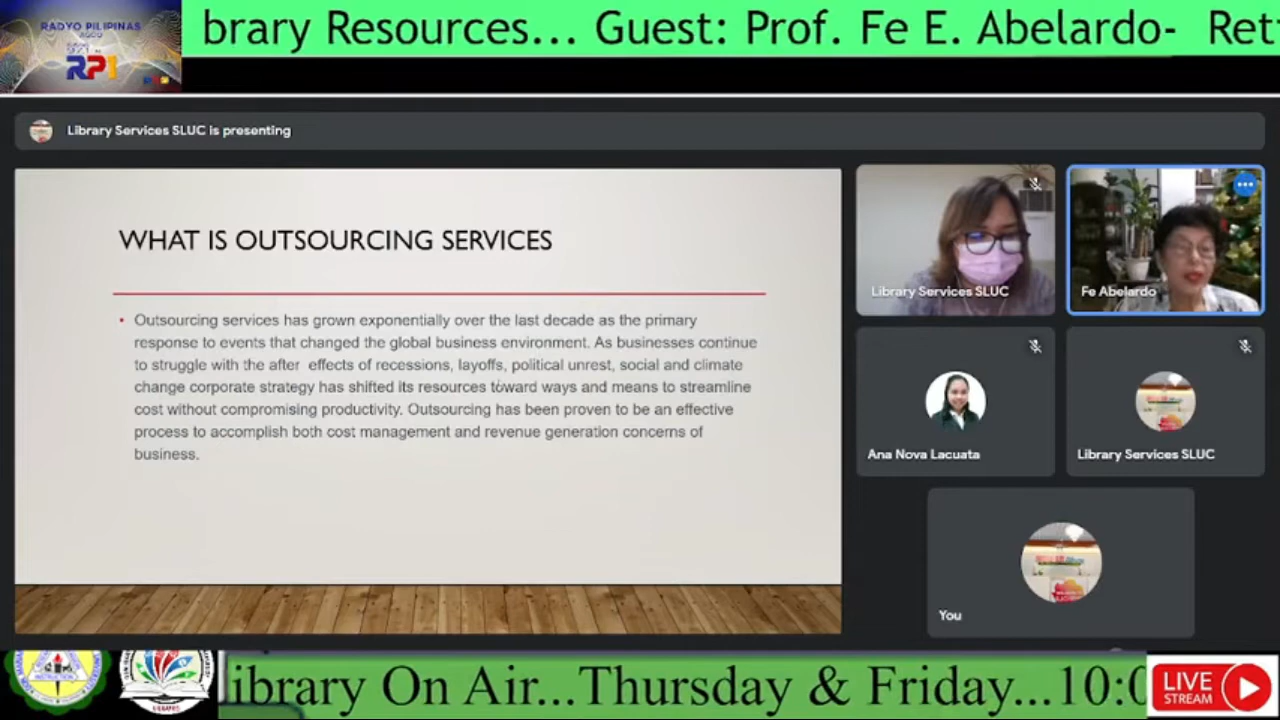 RADYO PILIPINAS
AGOO
RP1
brary Resources... Guest: Prof. Fe E. Abelardo- Ret
Library Services SLUC is presenting
WHAT IS OUTSOURCING SERVICES
• Outsourcing services has grown exponentially over the last decade as the primary
response to events that changed the global business environment. As businesses continue
to struggle with the after effects of recessions, layoffs, political unrest, social and climate
change corporate strategy has shifted its resources toward ways and means to streamline
cost without compromising productivity. Outsourcing has been proven to be an effective
process to accomplish both cost management and revenue generation concerns of
business.
Library Services SLUC
Fe Abelardo
Ana Nova Lacuata
Library Services SLUC
You
ibrary On Air...Thursday & Friday...10:0
LIVE
STREAM